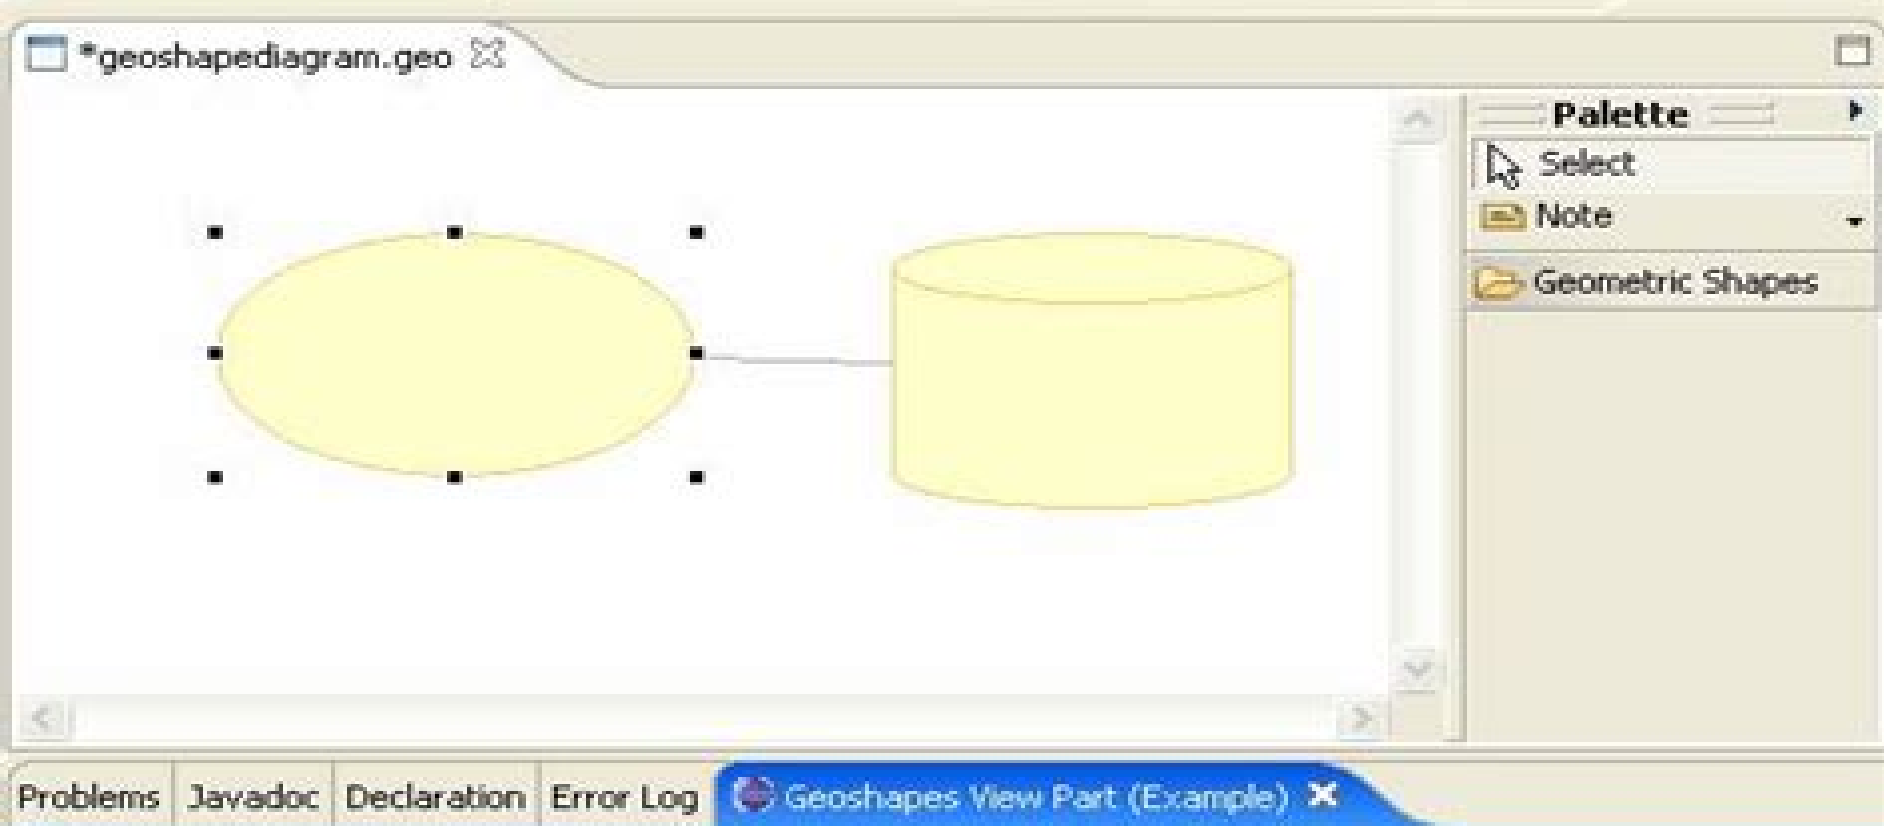 *geoshapediagram.geo
Palette
Select
Note
Geometric Shapes
Problems Javadoc Declaration Error Log Geoshapes View Part (Example)